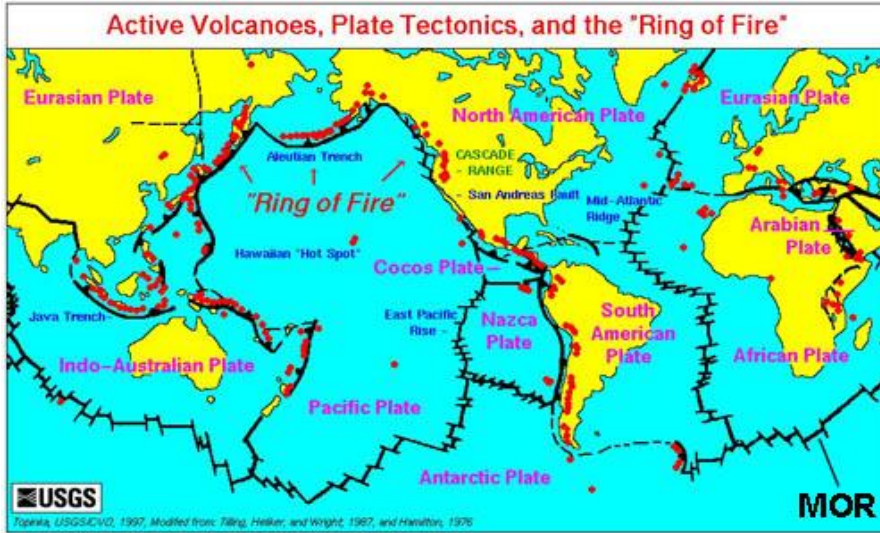 Active Volcanoes, Plate Tectonics, and the "Ring of Fire"
Eurasian Plate
North American Plate
Eurasian Plate
Aleutian Trench
CASCADE
- RANGE
"Ring of Fire"
- San Andreas Fault
Mid-Atlantic
Ridge
Arabian
Plate
Hawaiian "Hot Spot"
Cocos Plate
Java Trench
East Pacific
Rise -
Nazca
Plate
South
American
Plate
Indo-Australian Plate
African Plate
Pacific Plate
Antarctic Plate
USGS
MOR
Topinka, USGS/CVO, 1997, Modified from: Tilling, Heliker, and Wright, 1987, and Hamilton, 1976